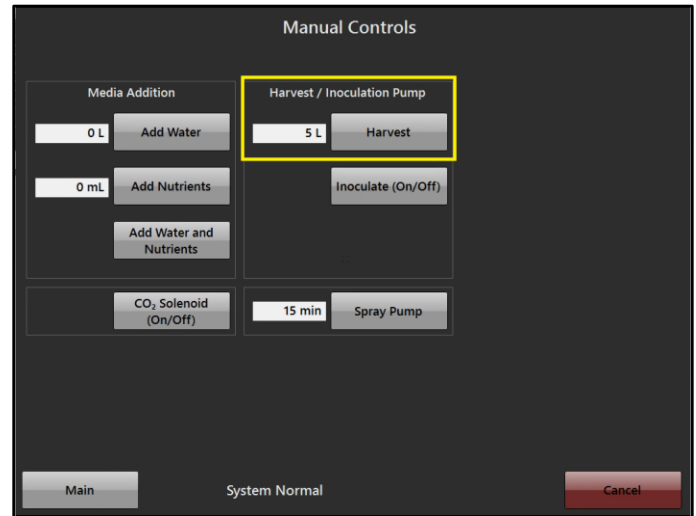 Manual Controls
Media Addition
0 L
Add Water
0 mL
Add Nutrients
Add Water and
Nutrients
CO₂ Solenoid
(On/Off)
Harvest / Inoculation Pump
5 L
Harvest
Inoculate (On/Off)
15 min
Spray Pump
Main
System Normal
Cancel